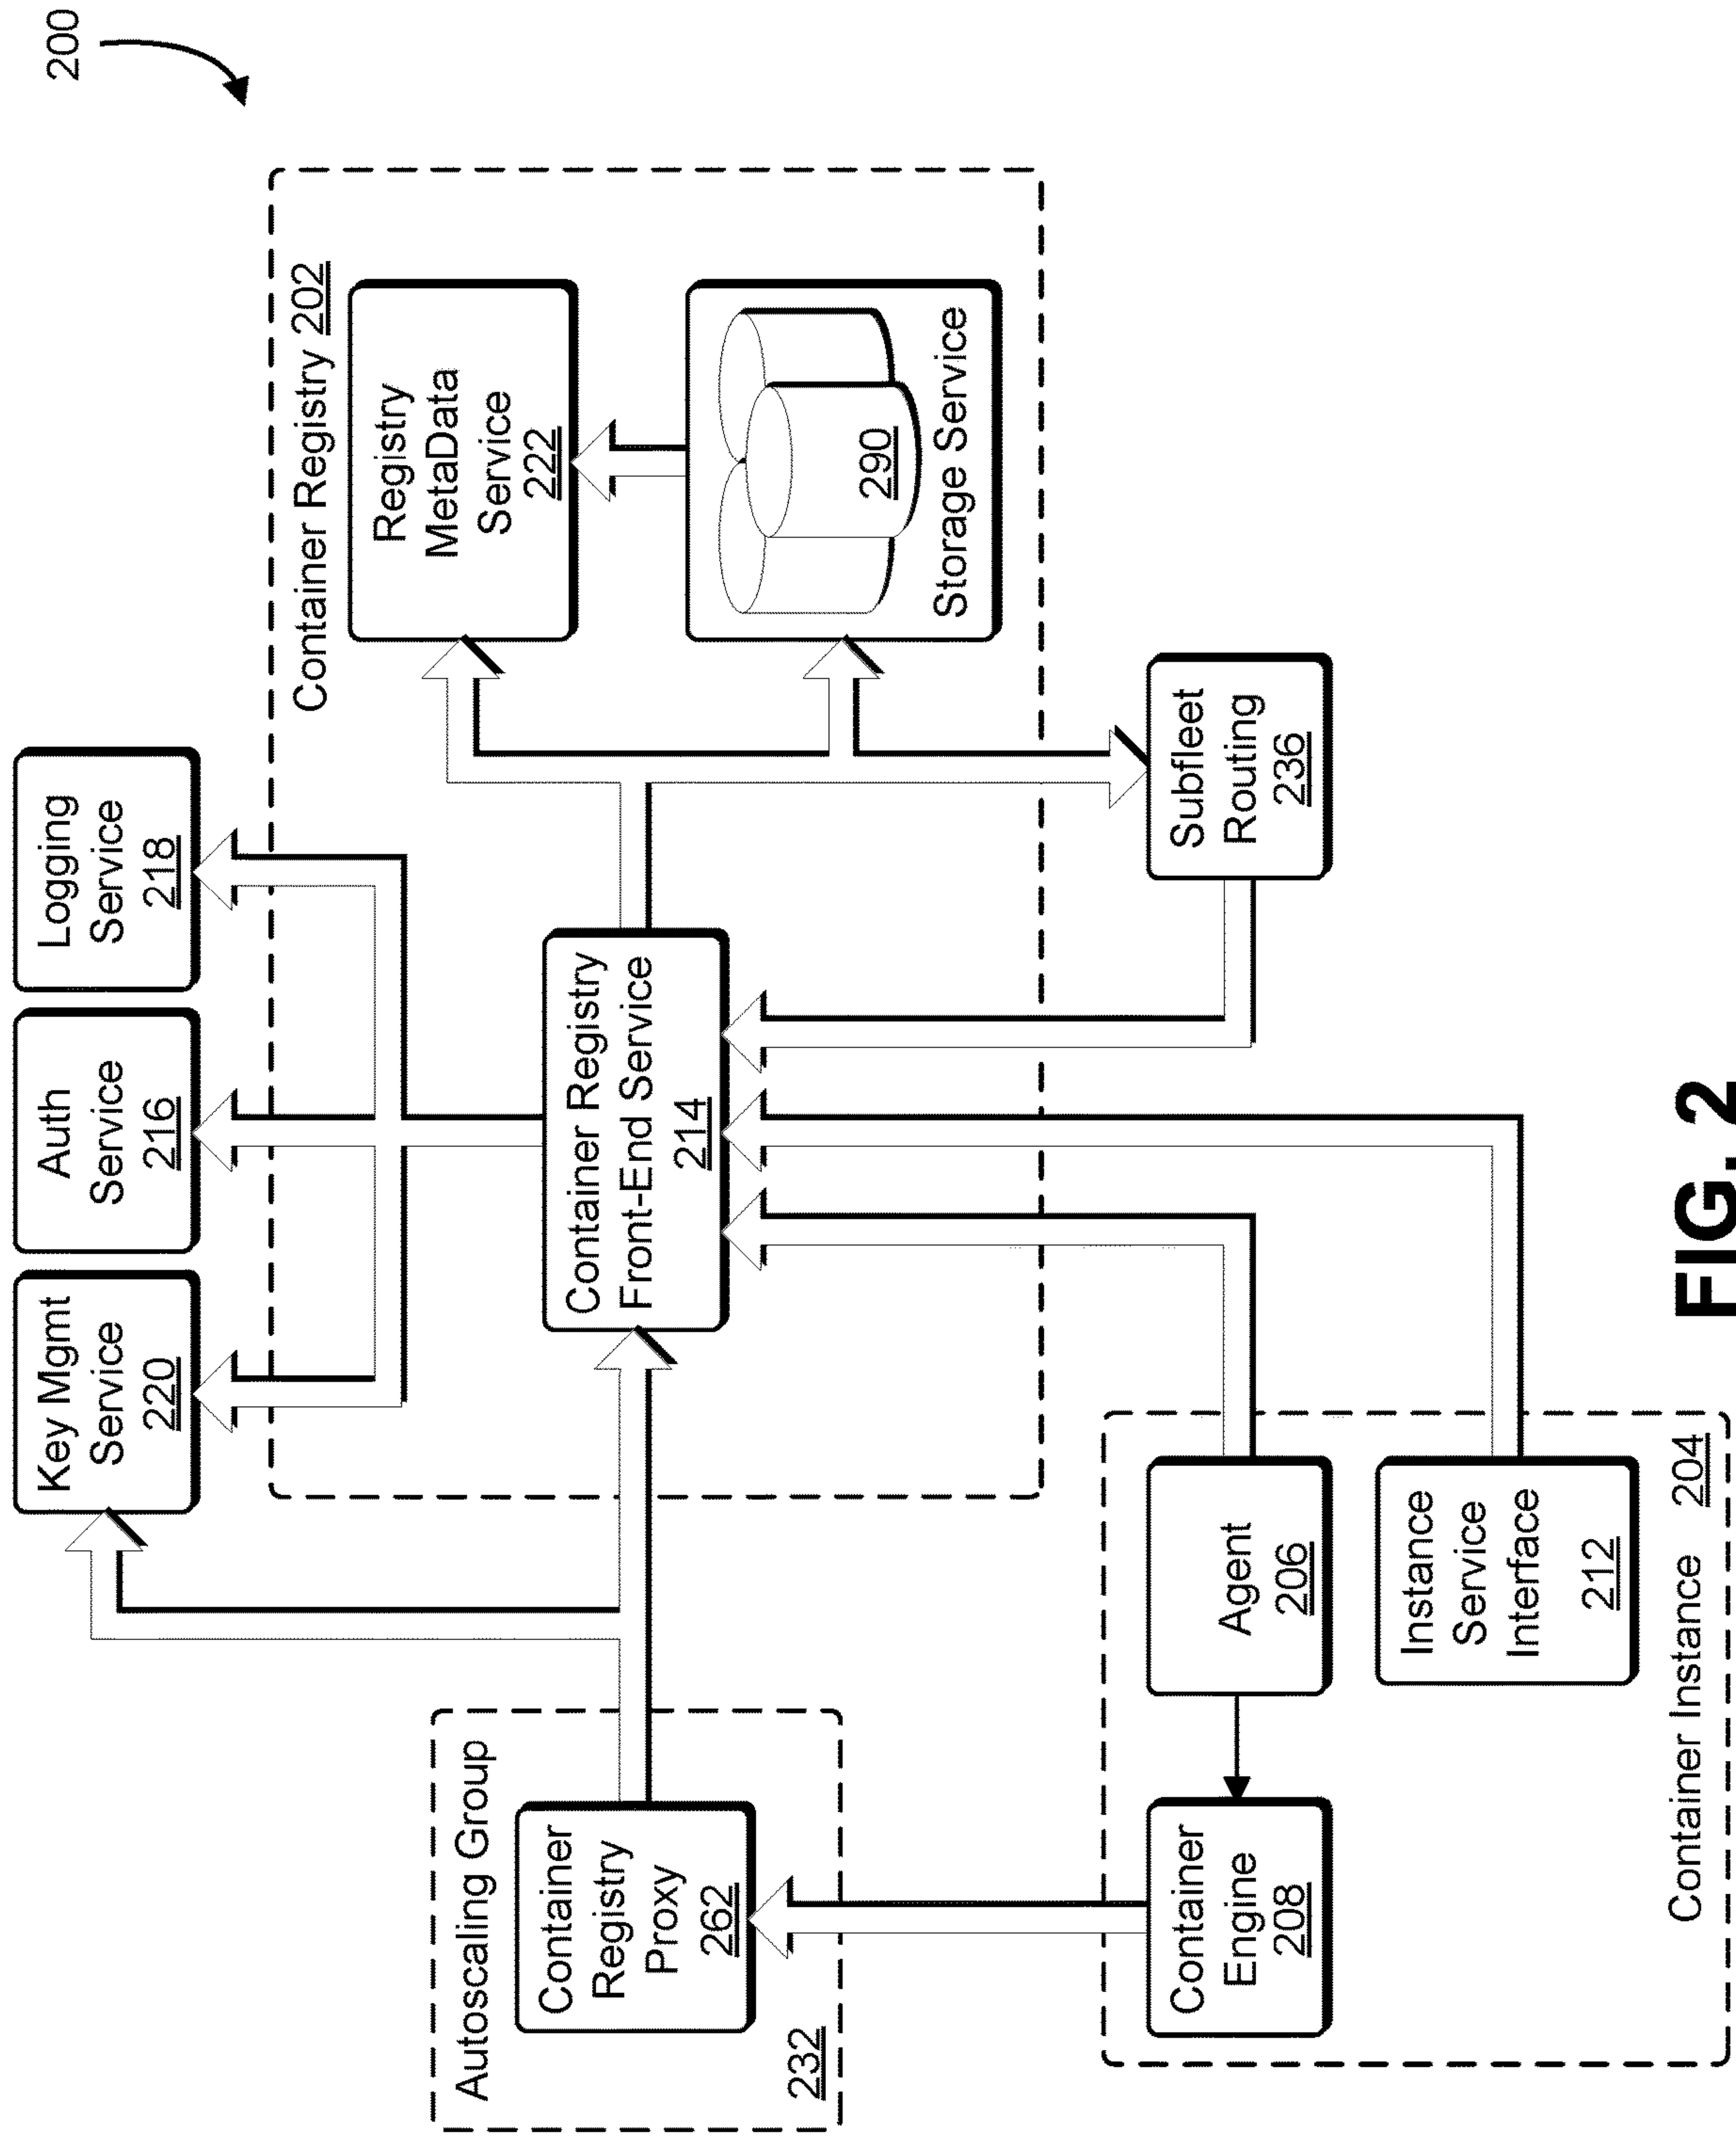 200
Key Mgmt
Service
220
Auth
Service
216
Logging
Service
218
Container Registry 202
Autoscaling Group
Container
Registry
Proxy
262
232
Container Registry
Front-End Service
214
Registry
MetaData
Service
222
290
Storage Service
Subfleet
Routing
236
Container
Engine
208
Agent
206
Instance
Service
Interface
212
Container Instance 204
FIG. 2